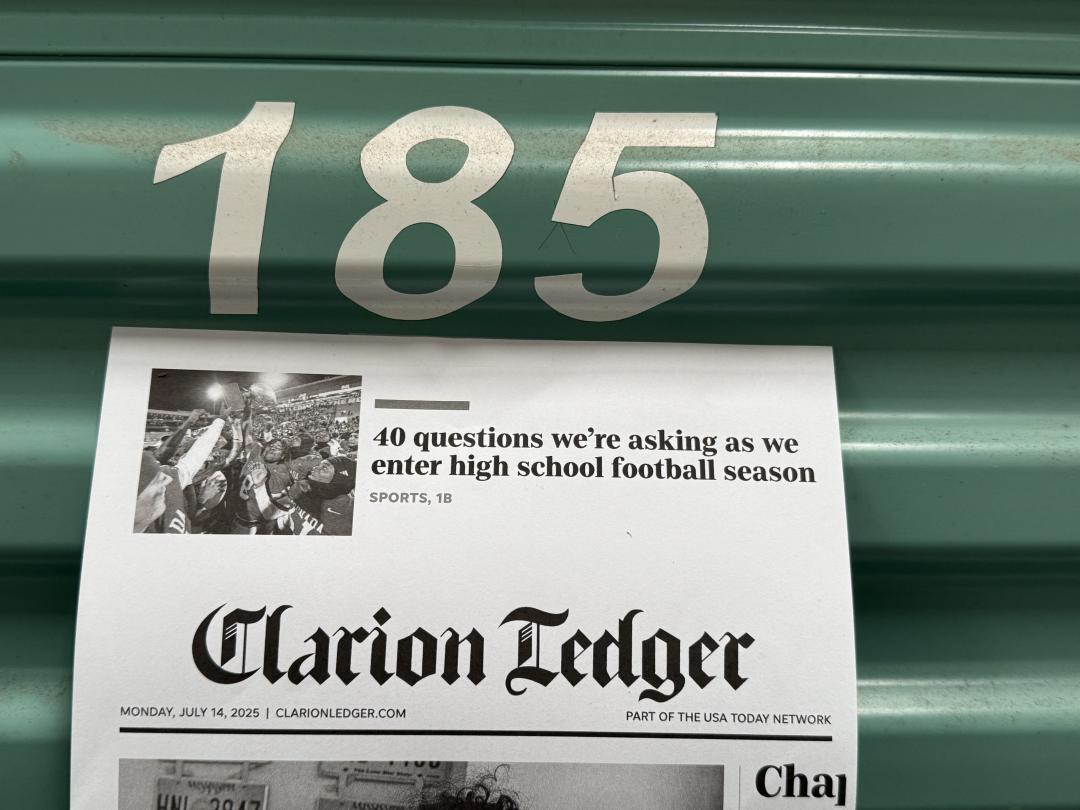 185
40 questions we're asking as we
enter high school football season
SPORTS, 1B
Clarion Ledger
MONDAY, JULY 14, 2025 | CLARIONLEDGER.COM
PART OF THE USA TODAY NETWORK